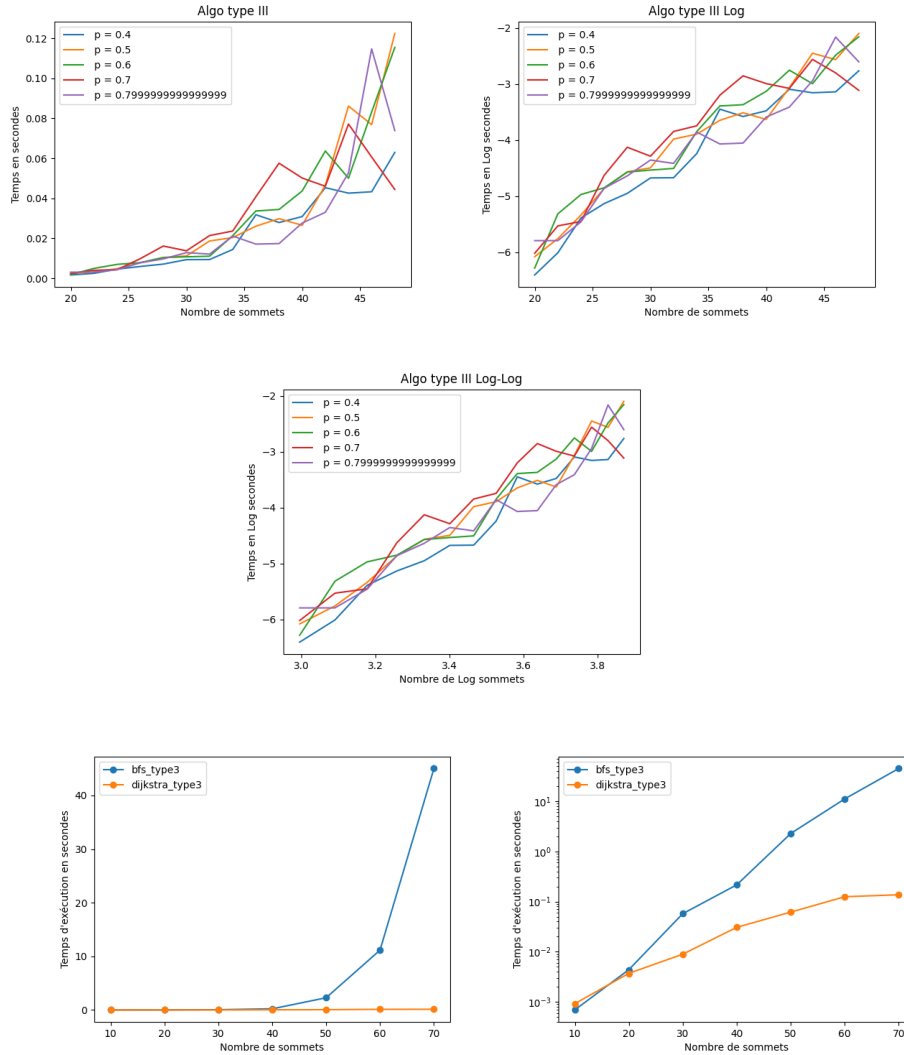 Algo type III
p = 0.4
p = 0.5
p = 0.6
p = 0.7
p = 0.7999999999999999
0.12
0.10
0.08
0.06
0.04
0.02
0.00
Temps en secondes
20 25 30 35 40 45
Nombre de sommets
Algo type III Log
p = 0.4
p = 0.5
p = 0.6
p = 0.7
p = 0.7999999999999999
−2
−3
−4
−5
−6
Temps en Log secondes
20 25 30 35 40 45
Nombre de sommets
Algo type III Log-Log
p = 0.4
p = 0.5
p = 0.6
p = 0.7
p = 0.7999999999999999
−2
−3
−4
−5
−6
Temps en Log secondes
3.0 3.2 3.4 3.6 3.8
Nombre de Log sommets
bfs_type3
dijkstra_type3
40
30
20
10
0
Temps d'exécution en secondes
10 20 30 40 50 60 70
Nombre de sommets
bfs_type3
dijkstra_type3
10¹
10⁰
10⁻¹
10⁻²
10⁻³
Temps d'exécution en secondes
10 20 30 40 50 60 70
Nombre de sommets